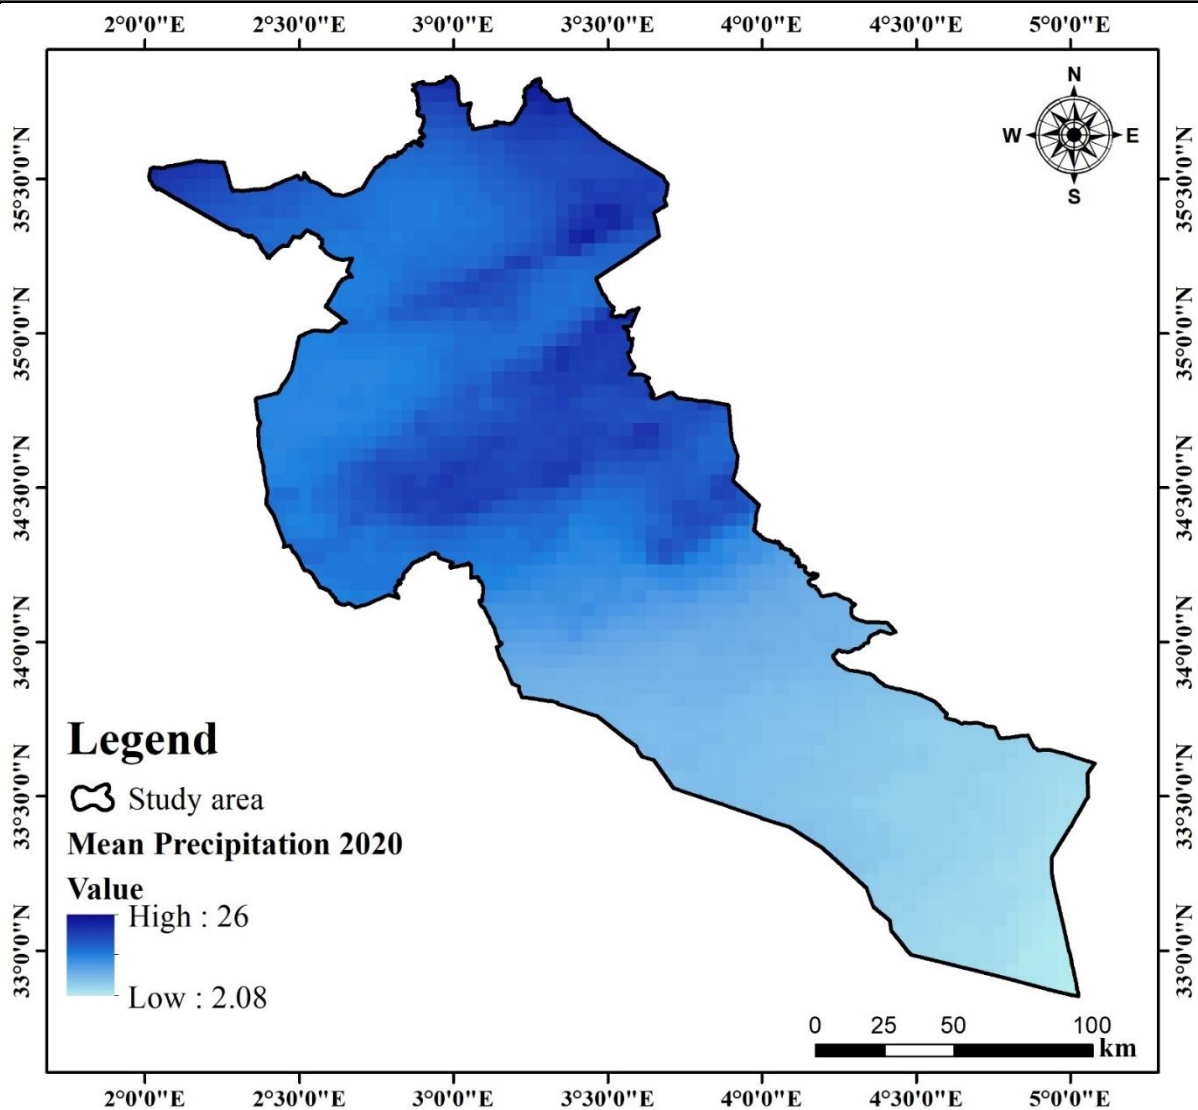 2°0'0"E 2°30'0"E 3°0'0"E 3°30'0"E 4°0'0"E 4°30'0"E 5°0'0"E
N
W E
S
35°30'0"N 35°30'0"N
35°0'0"N 35°0'0"N
34°30'0"N 34°30'0"N
34°0'0"N 34°0'0"N
33°30'0"N 33°30'0"N
33°0'0"N 33°0'0"N
Legend
Study area
Mean Precipitation 2020
Value
High : 26
Low : 2.08
0 25 50 100
km
2°0'0"E 2°30'0"E 3°0'0"E 3°30'0"E 4°0'0"E 4°30'0"E 5°0'0"E